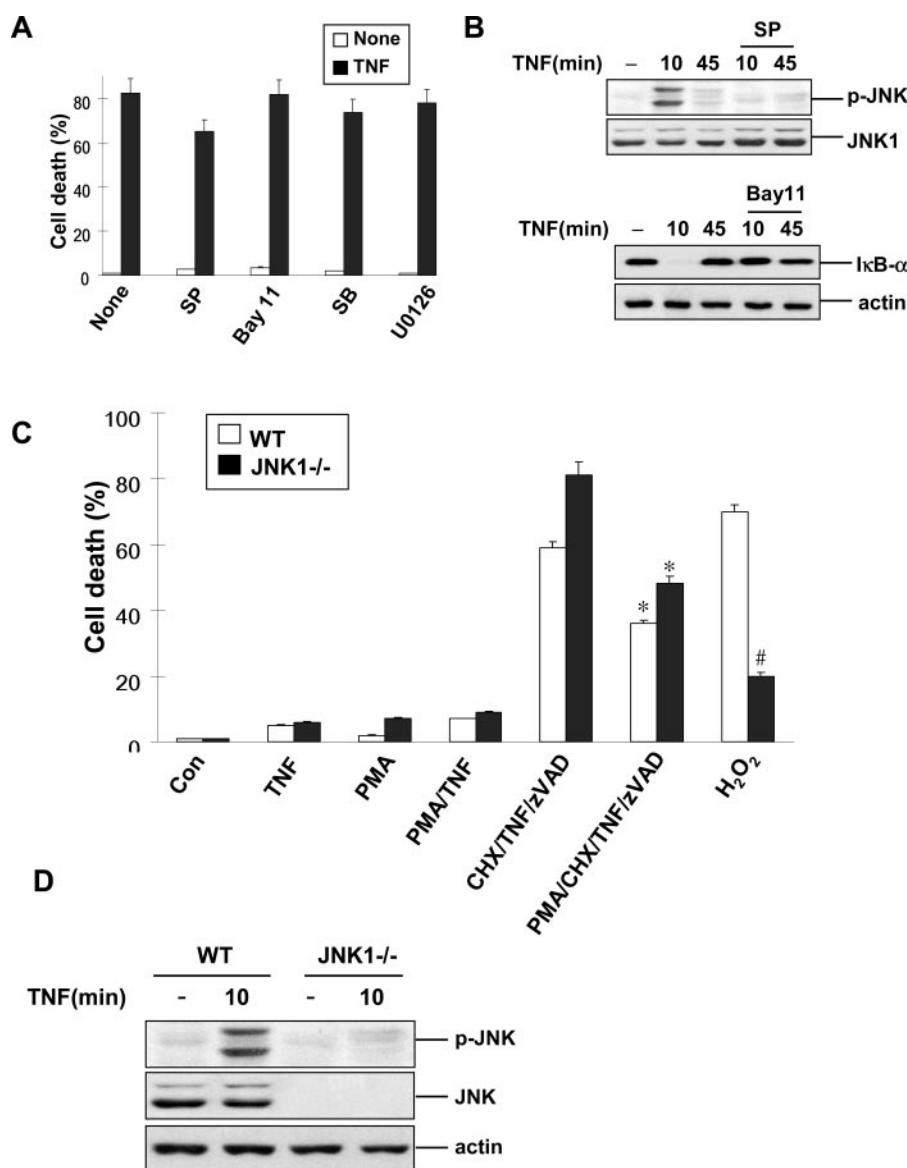 A
None
TNF
Cell death (%)
80
60
40
20
0
None
SP
Bay 11
SB
U0126
B
SP
TNF(min) – 10 45 10 45
p-JNK
JNK1
Bay11
TNF(min) – 10 45 10 45
IκB-α
actin
C
WT
JNK1-/-
Cell death (%)
100
80
60
40
20
0
*
*
#
Con
TNF
PMA
PMA/TNF
CHX/TNF/zVAD
PMA/CHX/TNF/zVAD
H₂O₂
D
WT JNK1-/-
TNF(min) - 10 - 10
p-JNK
JNK
actin